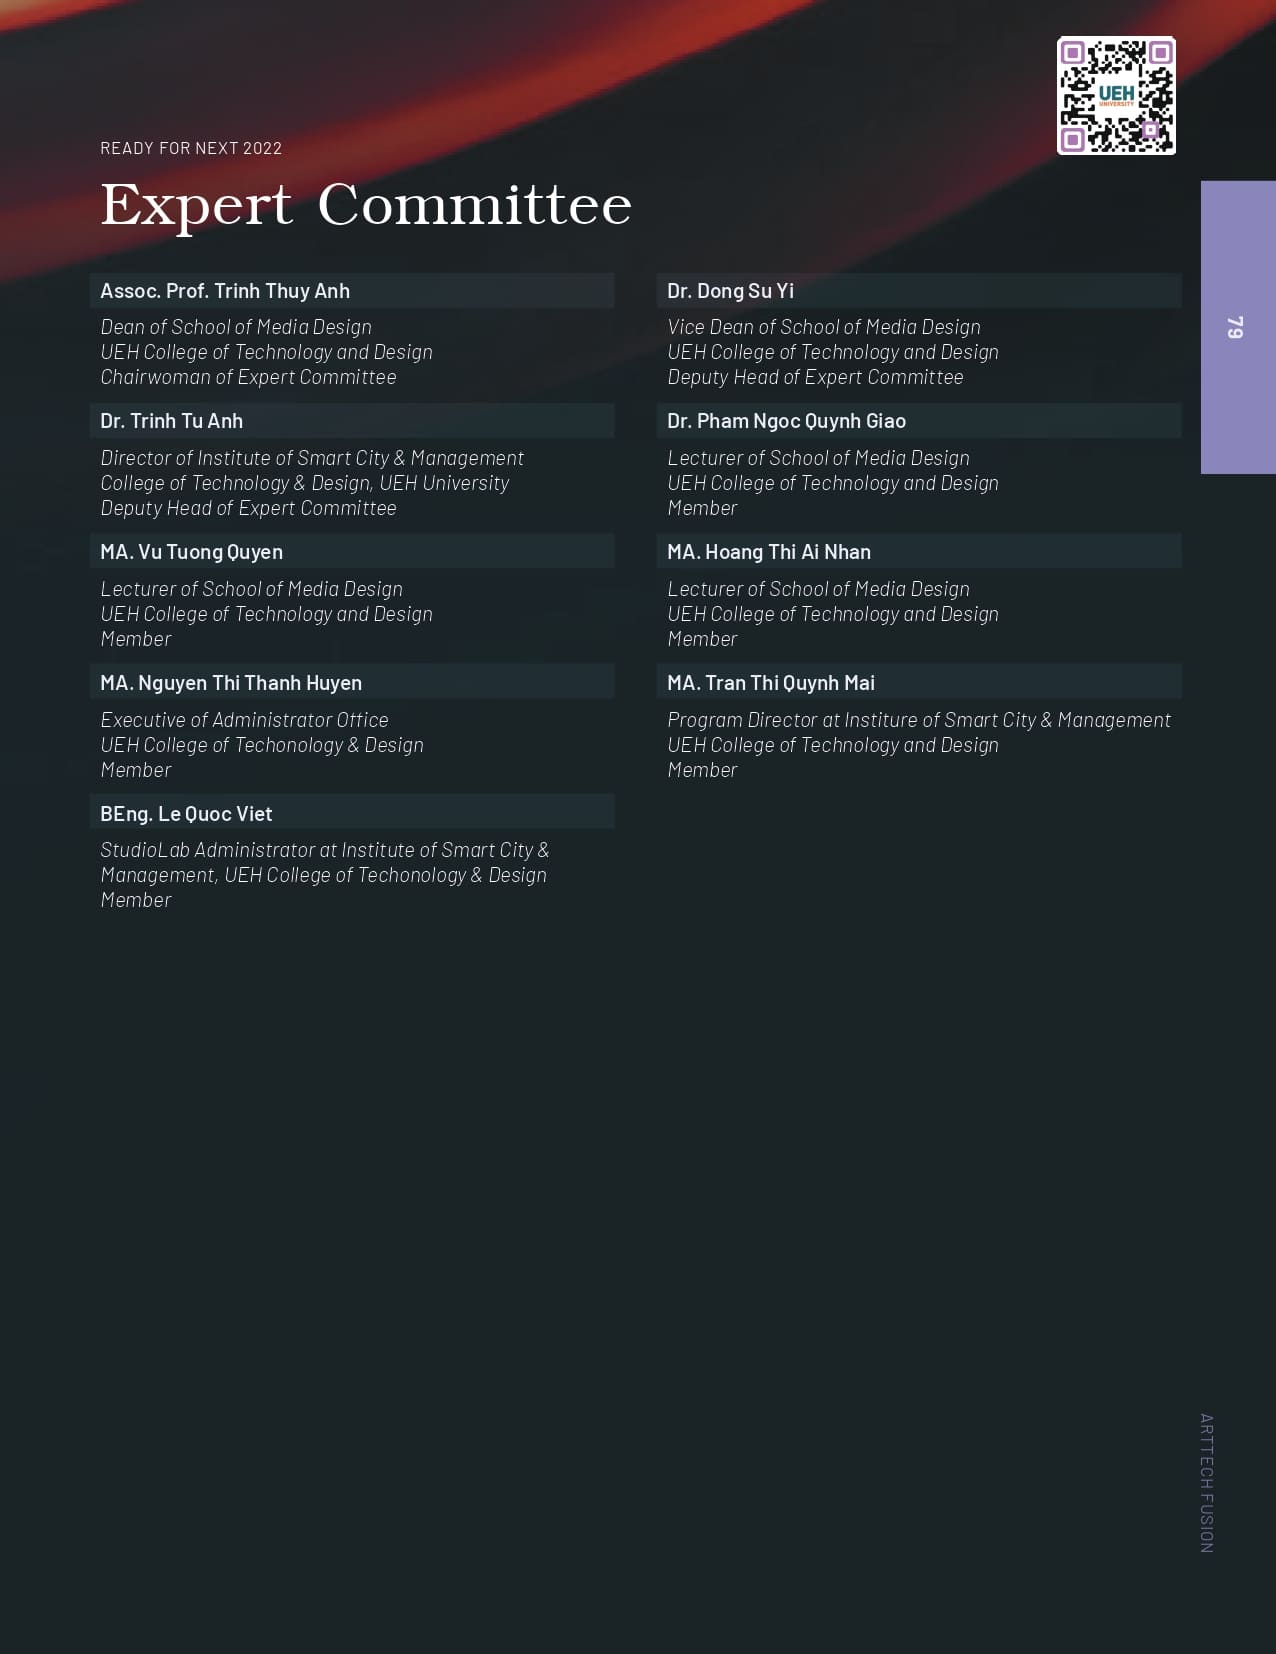 UEH
UNIVERSITY
READY FOR NEXT 2022
Expert Committee
Assoc. Prof. Trinh Thuy Anh
Dean of School of Media Design
UEH College of Technology and Design
Chairwoman of Expert Committee
Dr. Dong Su Yi
Vice Dean of School of Media Design
UEH College of Technology and Design
Deputy Head of Expert Committee
Dr. Trinh Tu Anh
Director of Institute of Smart City & Management
College of Technology & Design, UEH University
Deputy Head of Expert Committee
Dr. Pham Ngoc Quynh Giao
Lecturer of School of Media Design
UEH College of Technology and Design
Member
MA. Vu Tuong Quyen
Lecturer of School of Media Design
UEH College of Technology and Design
Member
MA. Hoang Thi Ai Nhan
Lecturer of School of Media Design
UEH College of Technology and Design
Member
MA. Nguyen Thi Thanh Huyen
Executive of Administrator Office
UEH College of Techonology & Design
Member
MA. Tran Thi Quynh Mai
Program Director at Institure of Smart City & Management
UEH College of Technology and Design
Member
BEng. Le Quoc Viet
StudioLab Administrator at Institute of Smart City &
Management, UEH College of Techonology & Design
Member
79
ARTTECH FUSION